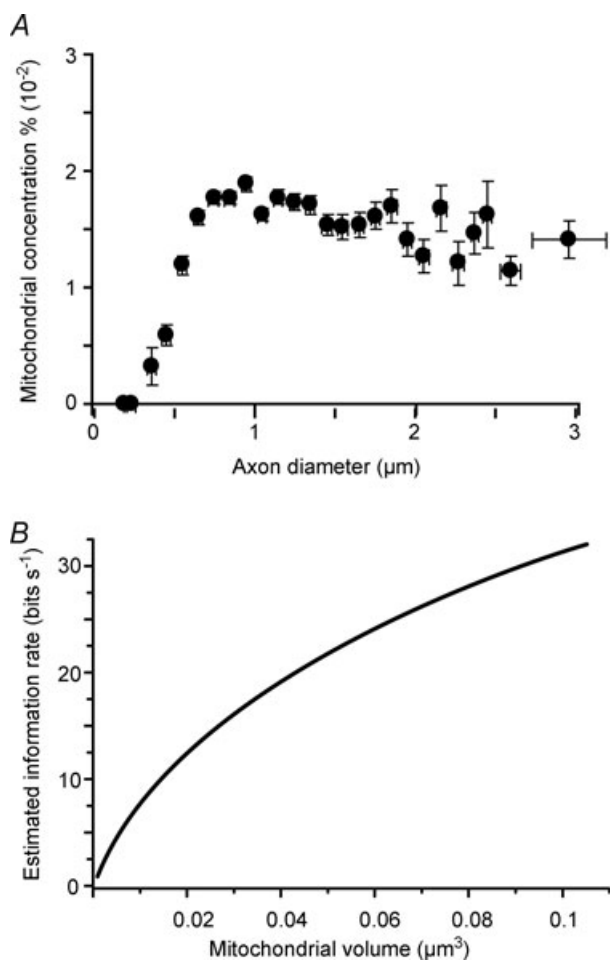 A
Mitochondrial concentration % (10⁻²)
3
2
1
0
0
1
2
3
Axon diameter (µm)
B
Estimated information rate (bits s⁻¹)
30
20
10
0
0.02
0.04
0.06
0.08
0.1
Mitochondrial volume (µm³)